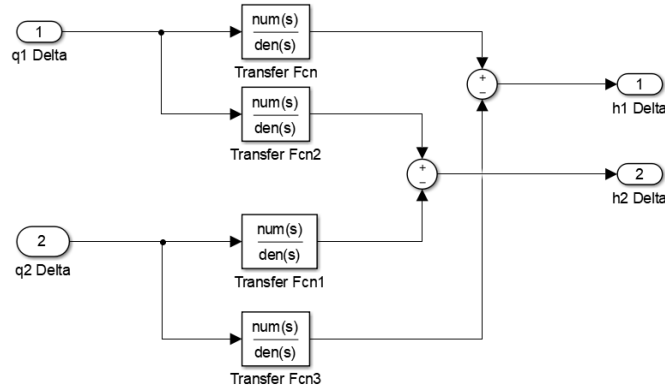 1
q1 Delta
num(s)
den(s)
Transfer Fcn
+
−
1
h1 Delta
num(s)
den(s)
Transfer Fcn2
+
−
2
h2 Delta
2
q2 Delta
num(s)
den(s)
Transfer Fcn1
num(s)
den(s)
Transfer Fcn3